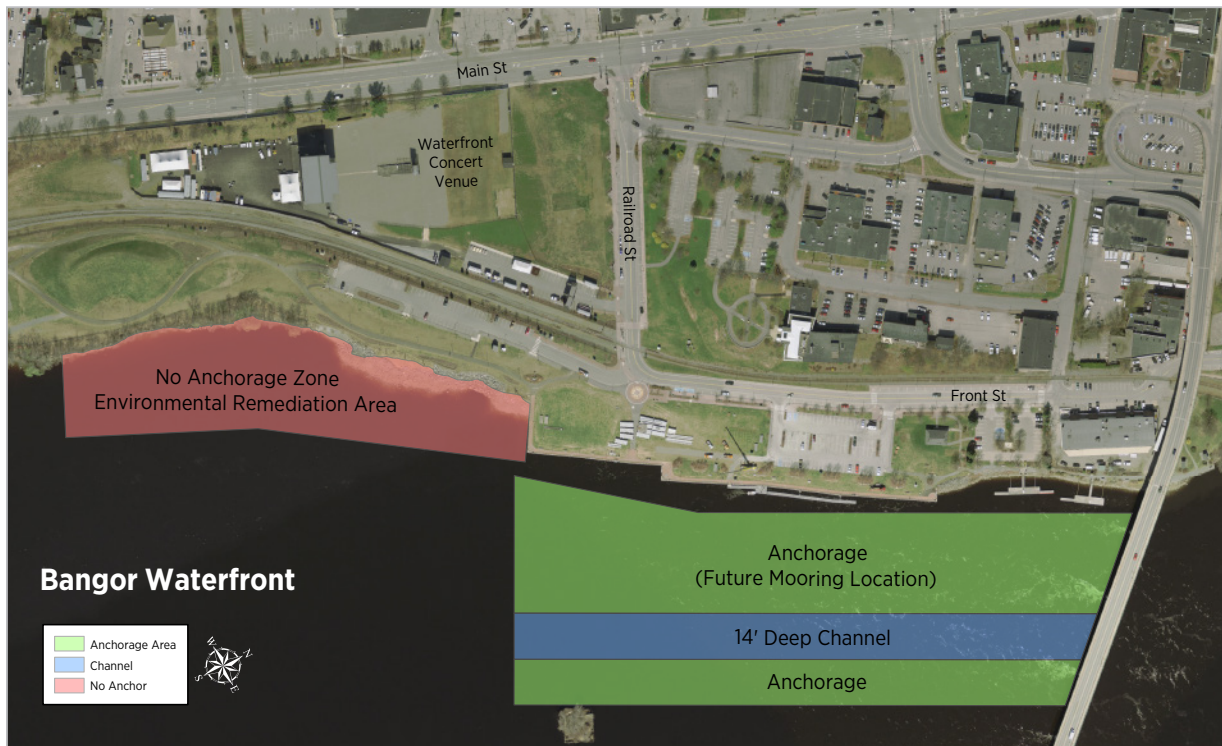 Main St
Waterfront
Concert
Venue
Railroad St
No Anchorage Zone
Environmental Remediation Area
Front St
Anchorage
(Future Mooring Location)
14' Deep Channel
Anchorage
Bangor Waterfront
Anchorage Area
Channel
No Anchor
W
N
S
E